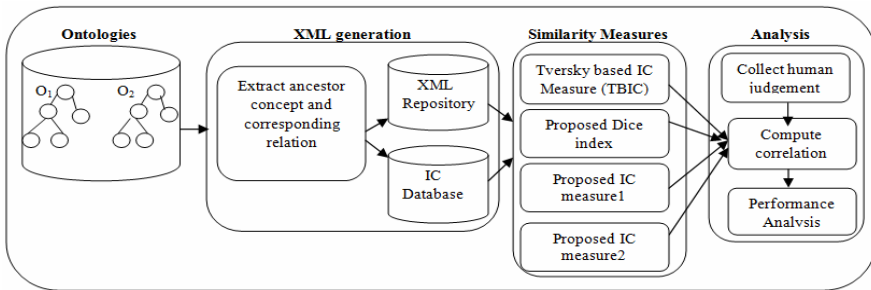 Ontologies
O1
O2
XML generation
Extract ancestor
concept and
corresponding
relation
XML
Repository
IC
Database
Similarity Measures
Tversky based IC
Measure (TBIC)
Proposed Dice
index
Proposed IC
measure1
Proposed IC
measure2
Analysis
Collect human
judgement
Compute
correlation
Performance
Analysis